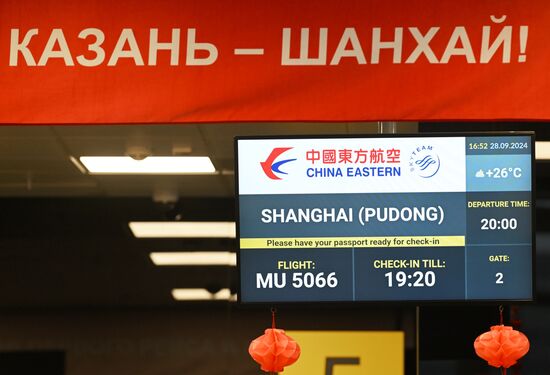 КАЗАНЬ – ШАНХАЙ!
中國東方航空
CHINA EASTERN
SKYTEAM
16:52 28.09.2024
+26°C
SHANGHAI (PUDONG)
DEPARTURE TIME:
20:00
Please have your passport ready for check-in
FLIGHT:
MU 5066
CHECK-IN TILL:
19:20
GATE:
2